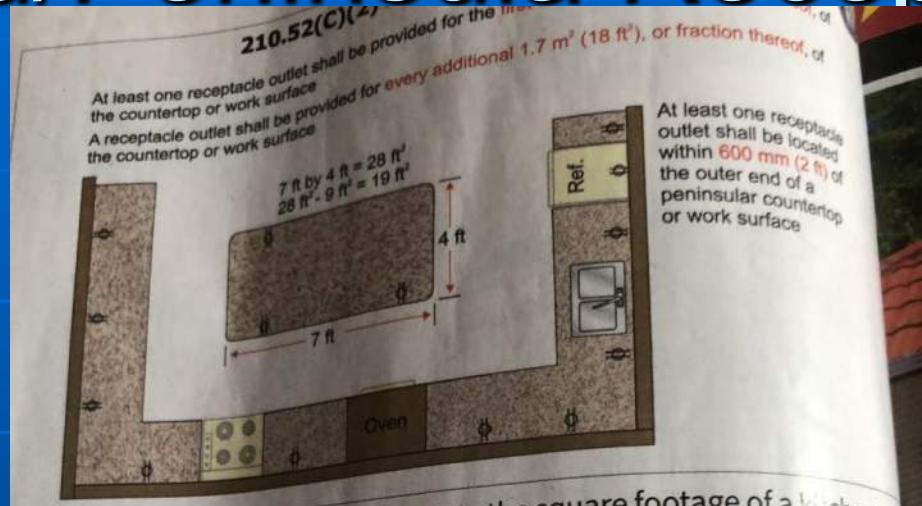 210.52(C)(2)
At least one receptacle outlet shall be provided for the
the countertop or work surface
A receptacle outlet shall be provided for every additional 1.7 m² (18 ft²), or fraction thereof, of
the countertop or work surface
7 ft by 4 ft = 28 ft²
28 ft² - 9 ft² = 19 ft²
4 ft
7 ft
Ref.
Oven
At least one receptacle
outlet shall be located
within 600 mm (2 ft) of
the outer end of a
peninsular countertop
or work surface
square footage of a